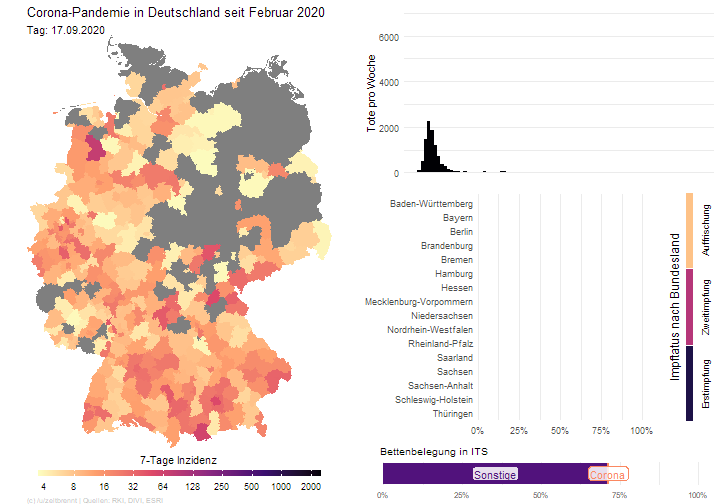 Corona-Pandemie in Deutschland seit Februar 2020
Tag: 17.09.2020
7-Tage Inzidenz
4 8 16 32 64 128 250 500 1000 2000
(c) /u/zeitbrennt | Quellen: RKI, DIVI, ESRI
Tote pro Woche
6000
4000
2000
0
Baden-Württemberg
Bayern
Berlin
Brandenburg
Bremen
Hamburg
Hessen
Mecklenburg-Vorpommern
Niedersachsen
Nordrhein-Westfalen
Rheinland-Pfalz
Saarland
Sachsen
Sachsen-Anhalt
Schleswig-Holstein
Thüringen
0% 25% 50% 75% 100%
Impfstatus nach Bundesland
Auffrischung
Zweitimpfung
Erstimpfung
Bettenbelegung in ITS
Sonstige Corona
0% 25% 50% 75% 100%